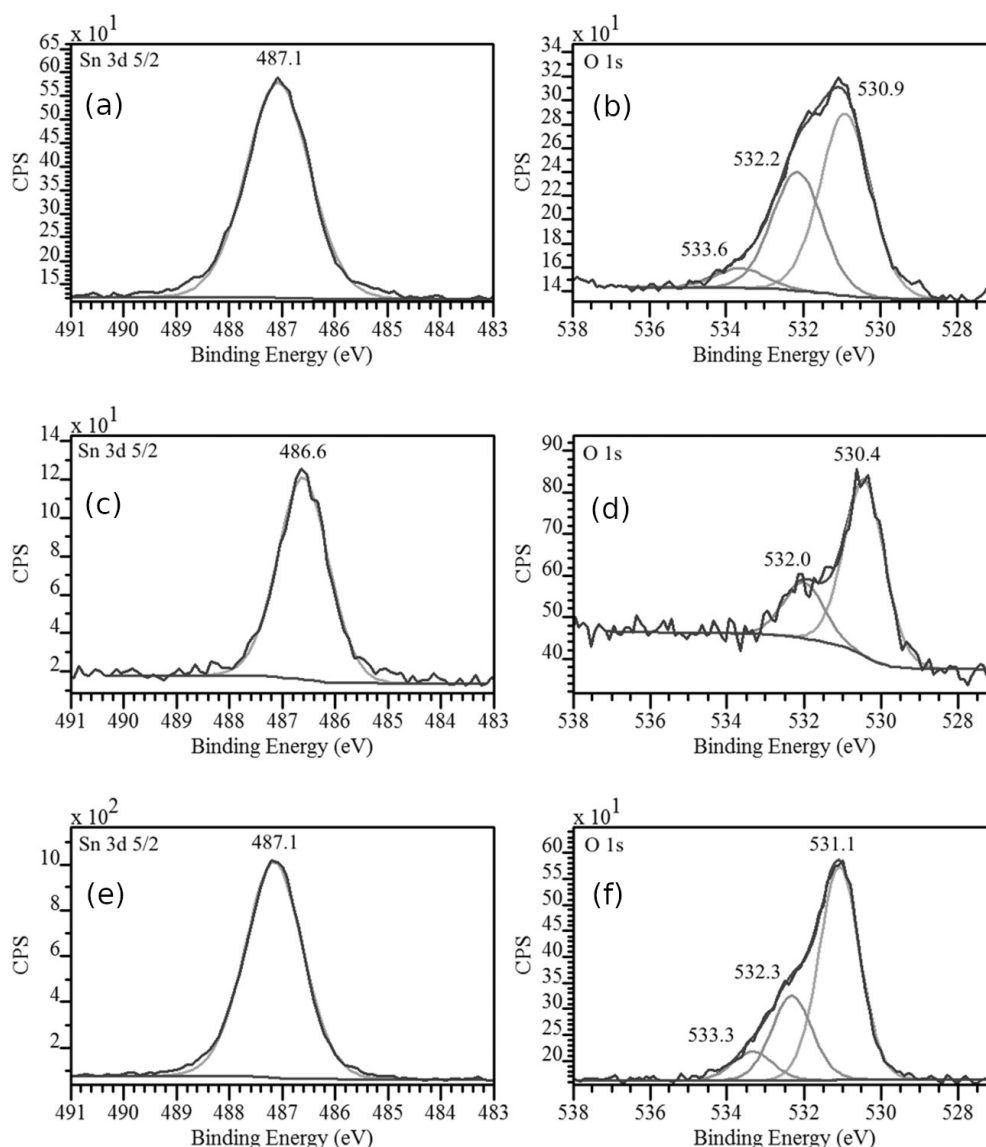 x 10^1
65
60
55
50
45
40
35
30
25
20
15
CPS
Sn 3d 5/2
487.1
(a)
491 490 489 488 487 486 485 484 483
Binding Energy (eV)
x 10^1
34
32
30
28
26
24
22
20
18
16
14
CPS
O 1s
530.9
(b)
532.2
533.6
538 536 534 532 530 528
Binding Energy (eV)
x 10^1
14
12
10
8
6
4
2
CPS
Sn 3d 5/2
486.6
(c)
491 490 489 488 487 486 485 484 483
Binding Energy (eV)
90
80
70
60
50
40
CPS
O 1s
530.4
(d)
532.0
538 536 534 532 530 528
Binding Energy (eV)
x 10^2
10
8
6
4
2
CPS
Sn 3d 5/2
487.1
(e)
491 490 489 488 487 486 485 484 483
Binding Energy (eV)
x 10^1
60
55
50
45
40
35
30
25
20
CPS
O 1s
531.1
(f)
532.3
533.3
538 536 534 532 530 528
Binding Energy (eV)